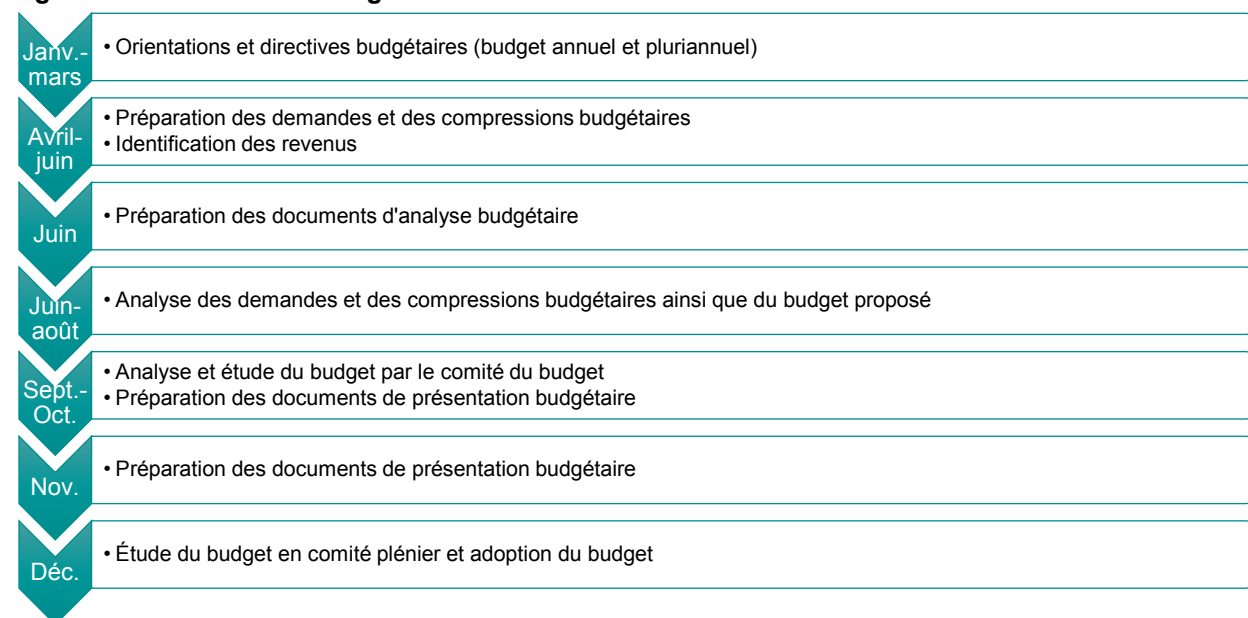 Janv.-
mars
• Orientations et directives budgétaires (budget annuel et pluriannuel)
Avril-
juin
• Préparation des demandes et des compressions budgétaires
• Identification des revenus
Juin
• Préparation des documents d'analyse budgétaire
Juin-
août
• Analyse des demandes et des compressions budgétaires ainsi que du budget proposé
Sept.-
Oct.
• Analyse et étude du budget par le comité du budget
• Préparation des documents de présentation budgétaire
Nov.
• Préparation des documents de présentation budgétaire
Déc.
• Étude du budget en comité plénier et adoption du budget